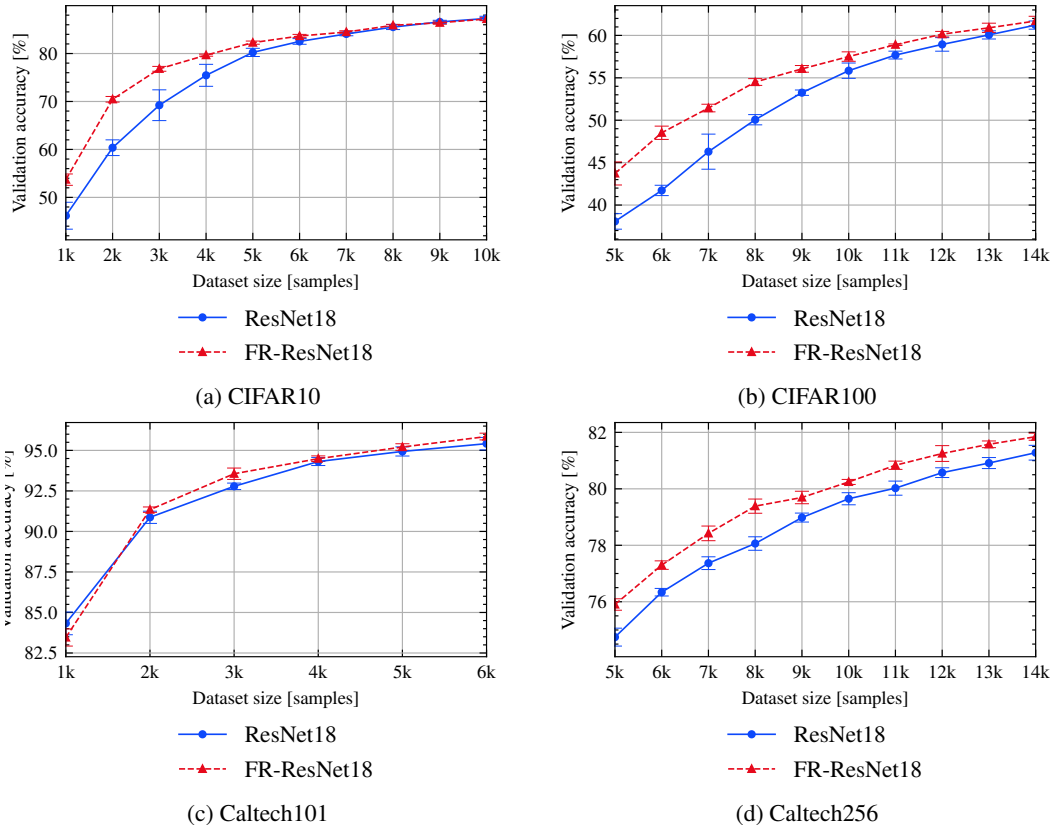 Validation accuracy [%]
80
70
60
50
1k 2k 3k 4k 5k 6k 7k 8k 9k 10k
Dataset size [samples]
ResNet18
FR-ResNet18
(a) CIFAR10
Validation accuracy [%]
60
55
50
45
40
5k 6k 7k 8k 9k 10k 11k 12k 13k 14k
Dataset size [samples]
ResNet18
FR-ResNet18
(b) CIFAR100
Validation accuracy [%]
95.0
92.5
90.0
87.5
85.0
82.5
1k 2k 3k 4k 5k 6k
Dataset size [samples]
ResNet18
FR-ResNet18
(c) Caltech101
Validation accuracy [%]
82
80
78
76
5k 6k 7k 8k 9k 10k 11k 12k 13k 14k
Dataset size [samples]
ResNet18
FR-ResNet18
(d) Caltech256